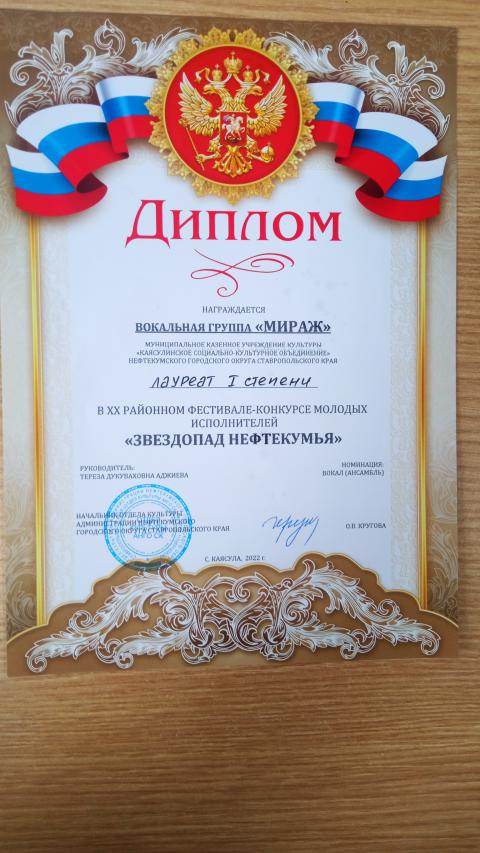 ДИПЛОМ
НАГРАЖДАЕТСЯ
ВОКАЛЬНАЯ ГРУППА «МИРАЖ»
МУНИЦИПАЛЬНОЕ КАЗЕННОЕ УЧРЕЖДЕНИЕ КУЛЬТУРЫ
«КАЯСУЛИНСКОЕ СОЦИАЛЬНО-КУЛЬТУРНОЕ ОБЪЕДИНЕНИЕ»
НЕФТЕКУМСКОГО ГОРОДСКОГО ОКРУГА СТАВРОПОЛЬСКОГО КРАЯ
ЛАУРЕАТ I СТЕПЕНИ
В XX РАЙОННОМ ФЕСТИВАЛЕ-КОНКУРСЕ МОЛОДЫХ
ИСПОЛНИТЕЛЕЙ
«ЗВЕЗДОПАД НЕФТЕКУМЬЯ»
РУКОВОДИТЕЛЬ:
ТЕРЕЗА ДУКУВАХОВНА АДЖИЕВА
НОМИНАЦИЯ:
ВОКАЛ (АНСАМБЛЬ)
НАЧАЛЬНИК ОТДЕЛА КУЛЬТУРЫ
АДМИНИСТРАЦИИ НЕФТЕКУМСКОГО
ГОРОДСКОГО ОКРУГА СТАВРОПОЛЬСКОГО КРАЯ
О.В. КРУГОВА
АНГО СК
С. КАЯСУЛА, 2022 г.